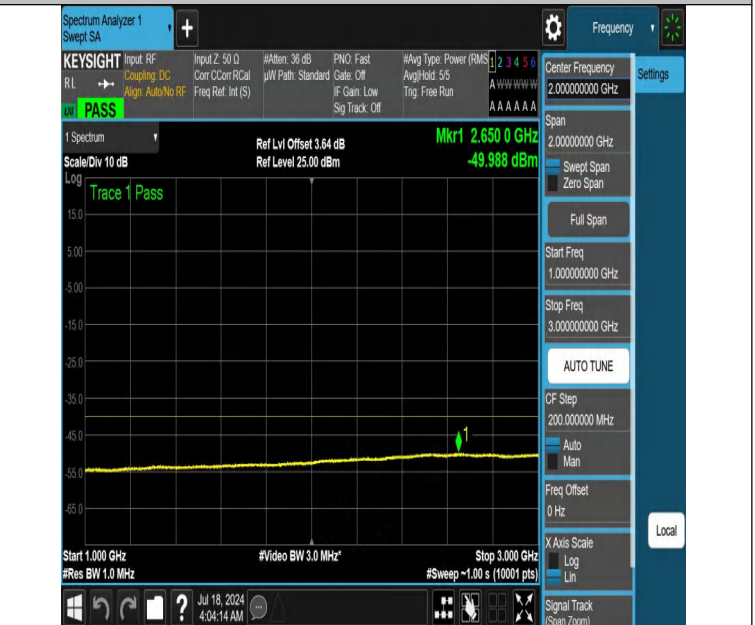 Spectrum Analyzer 1
Swept SA
+
Frequency
KEYSIGHT
RL
PASS
Input: RF
Coupling: DC
Align: Auto/No RF
Input Z: 50 Ω
Corr CCorr RCal
Freq Ref: Int (S)
#Atten: 36 dB
µW Path: Standard
PNO: Fast
Gate: Off
IF Gain: Low
Sig Track: Off
#Avg Type: Power (RMS
Avg|Hold: 5/5
Trig: Free Run
1 2 3 4 5 6
A W W W W W
A A A A A A
1 Spectrum
Scale/Div 10 dB
Ref Lvl Offset 3.64 dB
Ref Level 25.00 dBm
Mkr1 2.650 0 GHz
-49.988 dBm
Log
Trace 1 Pass
15.0
5.00
-5.00
-15.0
-25.0
-35.0
-45.0
-55.0
-65.0
1
Start 1.000 GHz
#Res BW 1.0 MHz
#Video BW 3.0 MHz*
Stop 3.000 GHz
#Sweep ~1.00 s (10001 pts)
?
Jul 18, 2024
4:04:14 AM
Center Frequency
2.000000000 GHz
Settings
Span
2.00000000 GHz
Swept Span
Zero Span
Full Span
Start Freq
1.000000000 GHz
Stop Freq
3.000000000 GHz
AUTO TUNE
CF Step
200.000000 MHz
Auto
Man
Freq Offset
0 Hz
X Axis Scale
Log
Lin
Local
Signal Track
(Span Zoom)